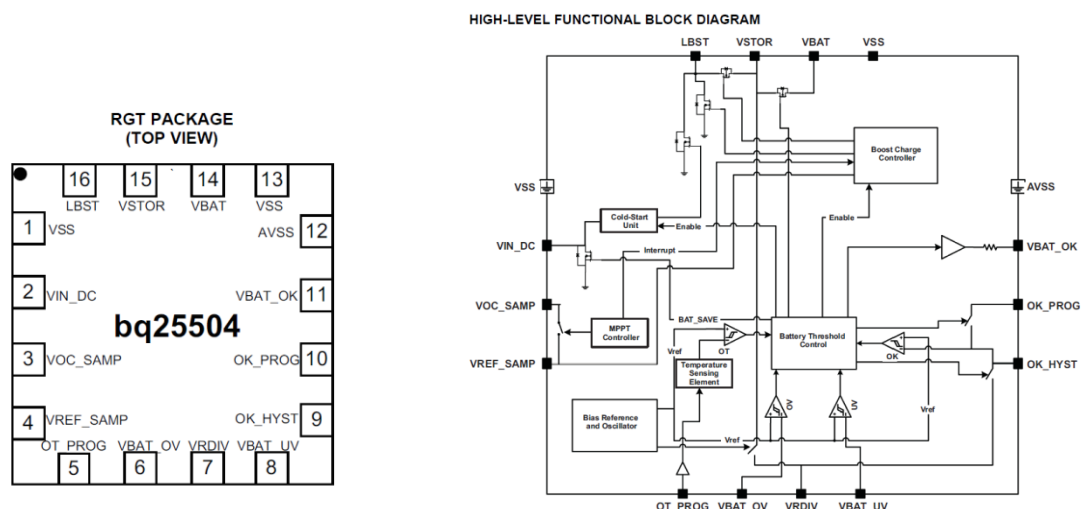 HIGH-LEVEL FUNCTIONAL BLOCK DIAGRAM
RGT PACKAGE
(TOP VIEW)
16
15
14
13
LBST
VSTOR
VBAT
VSS
1
VSS
AVSS
12
2
VIN_DC
VBAT_OK
11
bq25504
3
VOC_SAMP
OK_PROG
10
4
VREF_SAMP
OK_HYST
9
OT_PROG
VBAT_OV
VRDIV
VBAT_UV
5
6
7
8
LBST
VSTOR
VBAT
VSS
Boost Charge
Controller
VSS
AVSS
Cold-Start
Unit
Enable
Enable
VIN_DC
Interrupt
VBAT_OK
VOC_SAMP
OK_PROG
BAT_SAVE
MPPT
Controller
Battery Threshold
Control
OT
OK
Vref
VREF_SAMP
Temperature
Sensing
Element
OK_HYST
Bias Reference
and Oscillator
OV
UV
Vref
Vref
OT_PROG
VBAT_OV
VRDIV
VBAT_UV